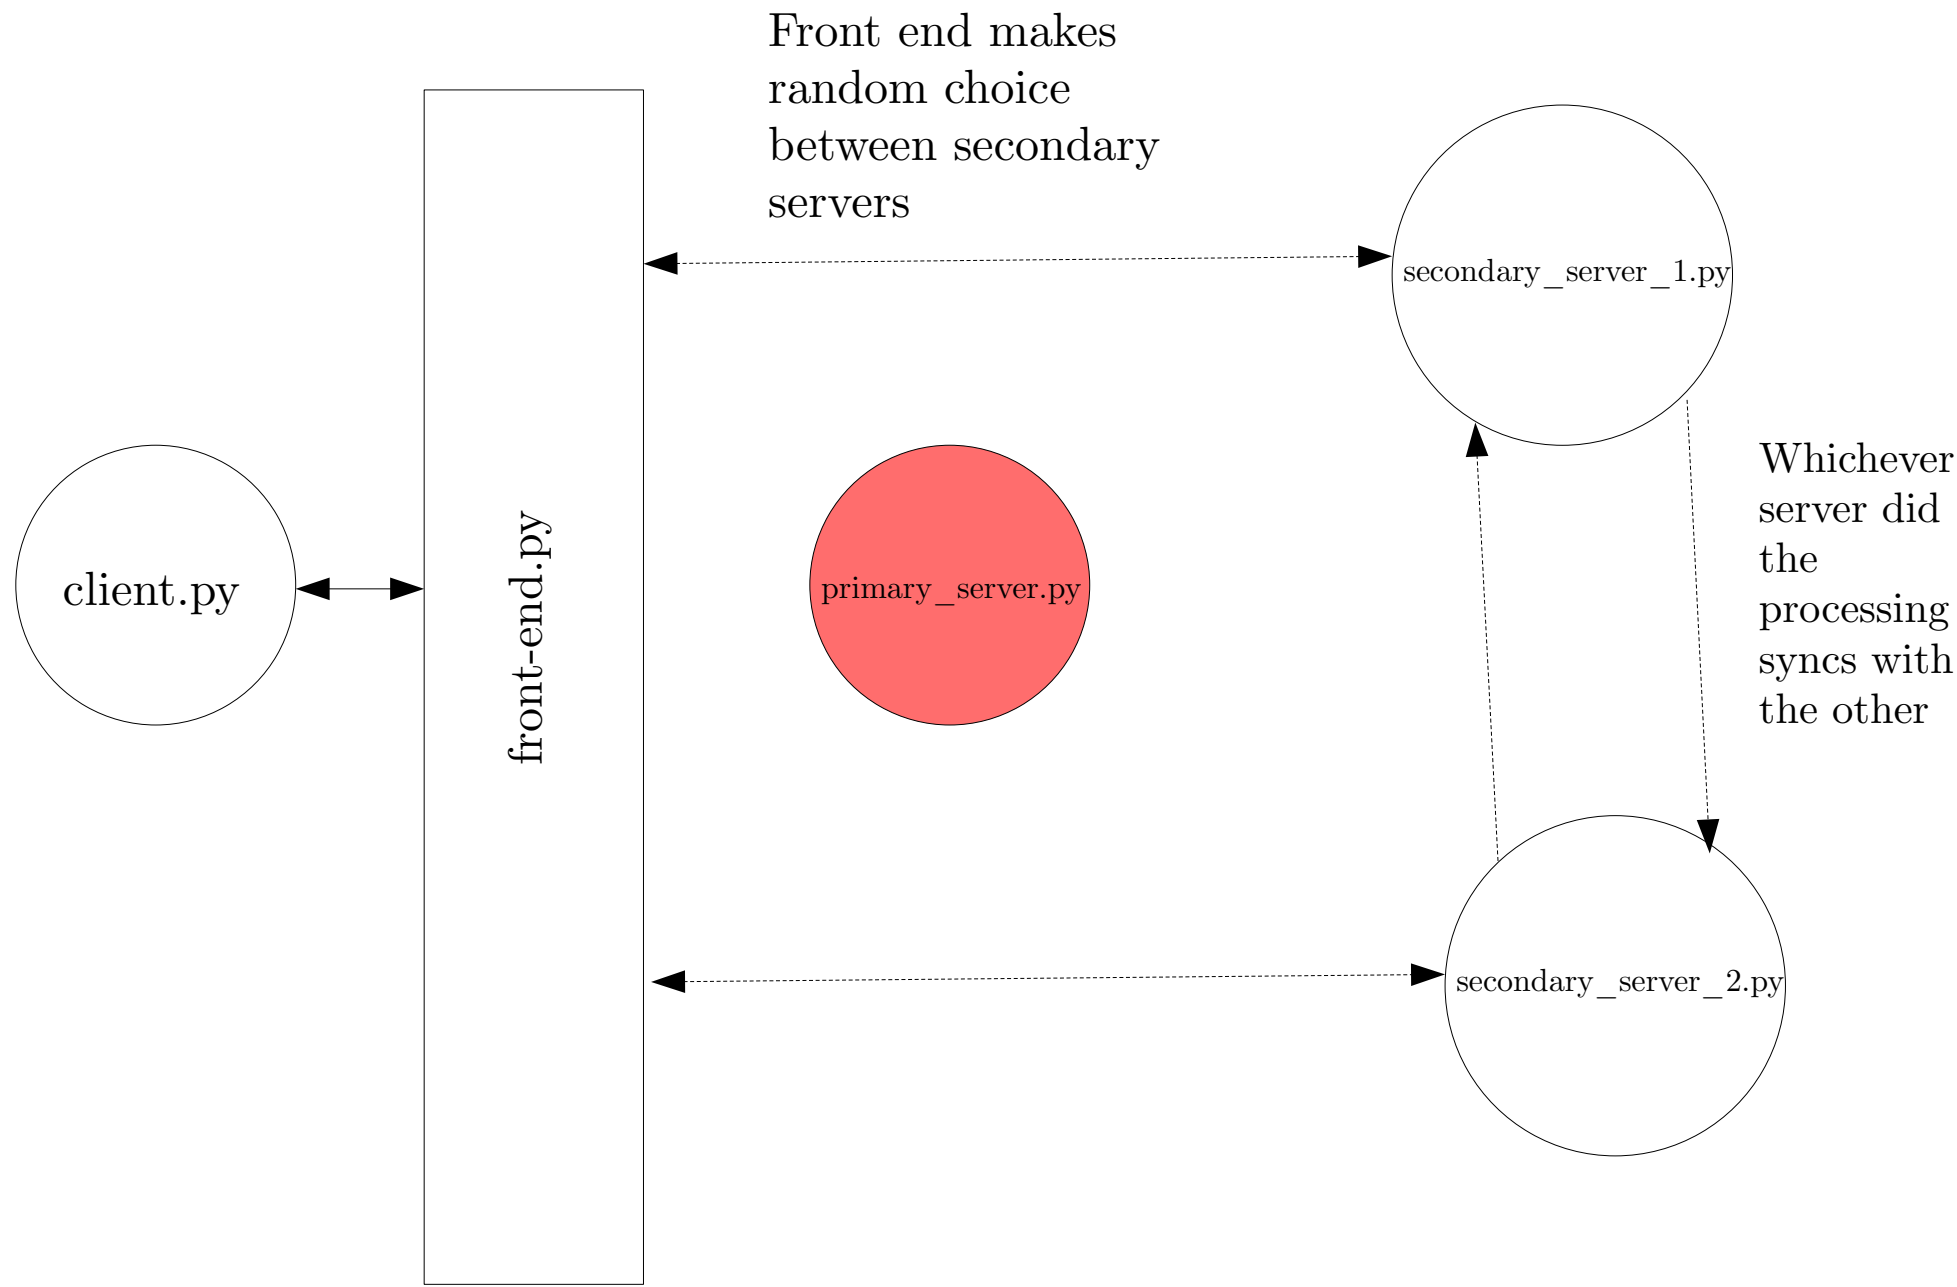 Front end makes
random choice
between secondary
servers
secondary_server_1.py
client.py
front-end.py
primary_server.py
Whichever
server did
the
processing
syncs with
the other
secondary_server_2.py